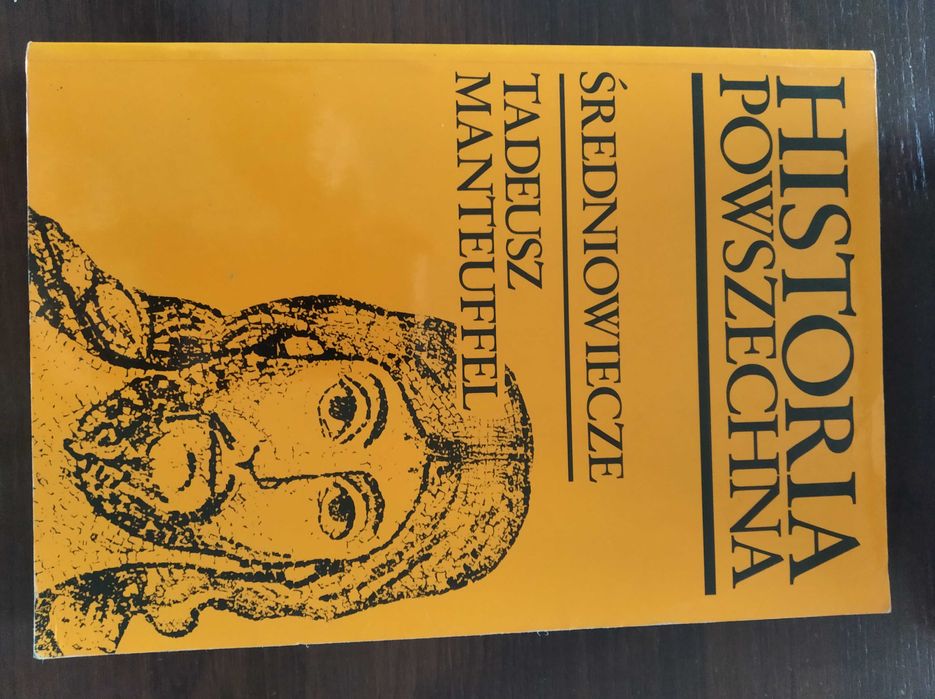 HISTORIA
POWSZECHNA
ŚREDNIOWIECZE
TADEUSZ
MANTEUFFEL